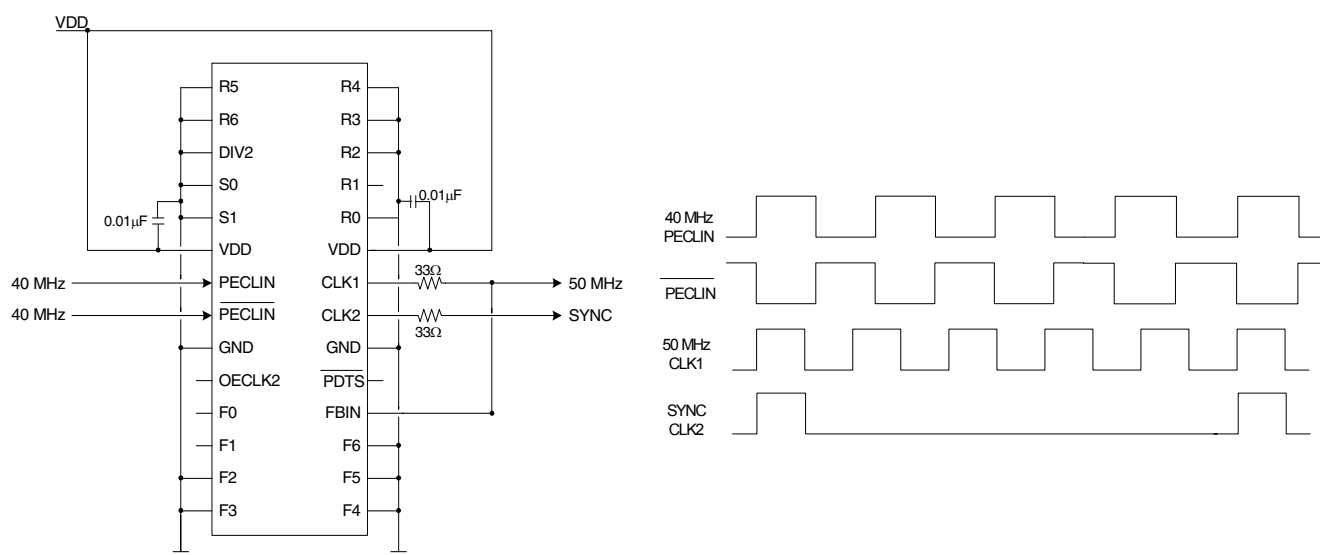 VDD
R5
R6
DIV2
S0
S1
VDD
PECLIN
PECLIN
GND
OECLK2
F0
F1
F2
F3
R4
R3
R2
R1
R0
VDD
CLK1
CLK2
GND
PDTS
FBIN
F6
F5
F4
0.01µF
0.01µF
40 MHz
40 MHz
33Ω
33Ω
50 MHz
SYNC
40 MHz
PECLIN
PECLIN
50 MHz
CLK1
SYNC
CLK2